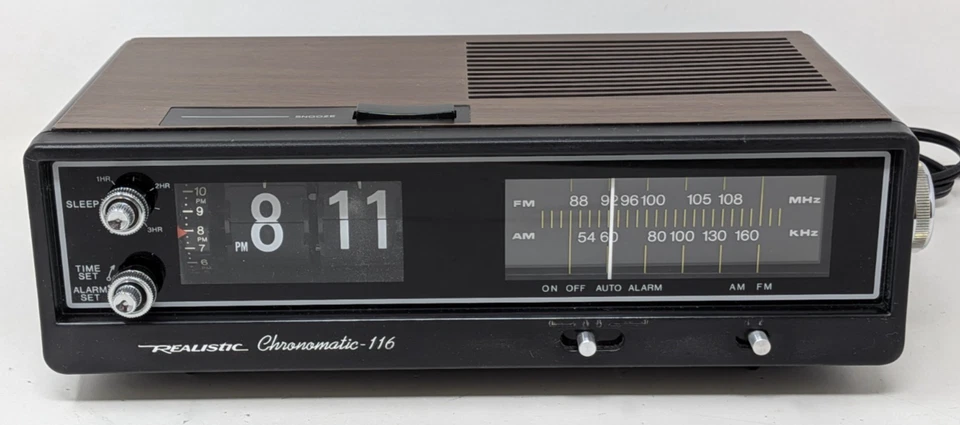 SNOOZE
1HR
2HR
SLEEP
3HR
TIME
SET
ALARM
SET
10
PM
9
8
PM
7
6
PM 8 11
FM 88 92 96 100 105 108 MHz
AM 54 60 80 100 130 160 KHz
ON OFF AUTO ALARM AM FM
REALISTIC Chronomatic-116